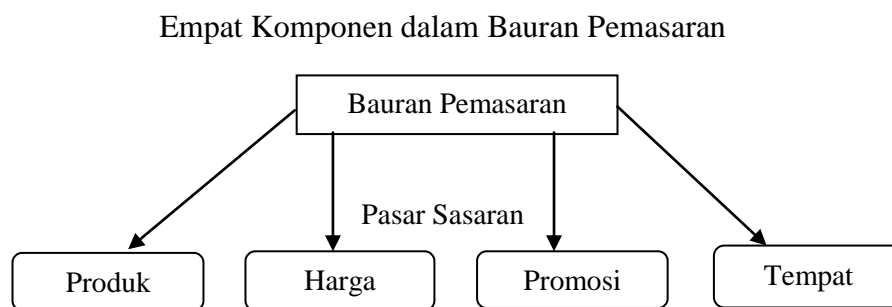 Empat Komponen dalam Bauran Pemasaran
Bauran Pemasaran
Pasar Sasaran
Produk
Harga
Promosi
Tempat